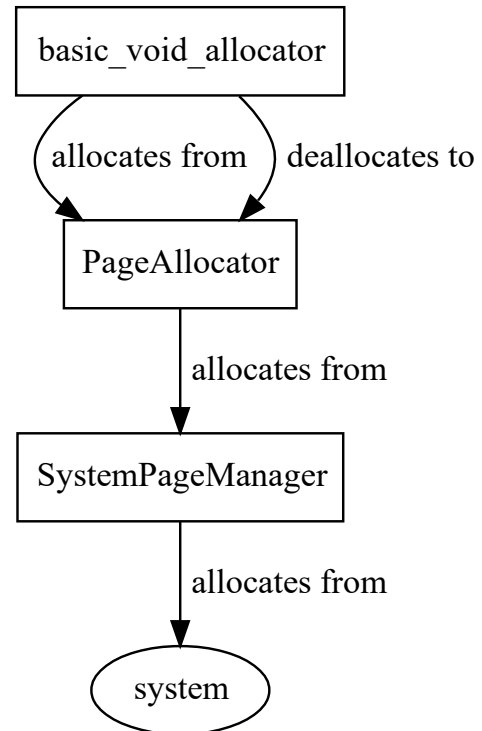 basic_void_allocator
allocates from
deallocates to
PageAllocator
allocates from
SystemPageManager
allocates from
system